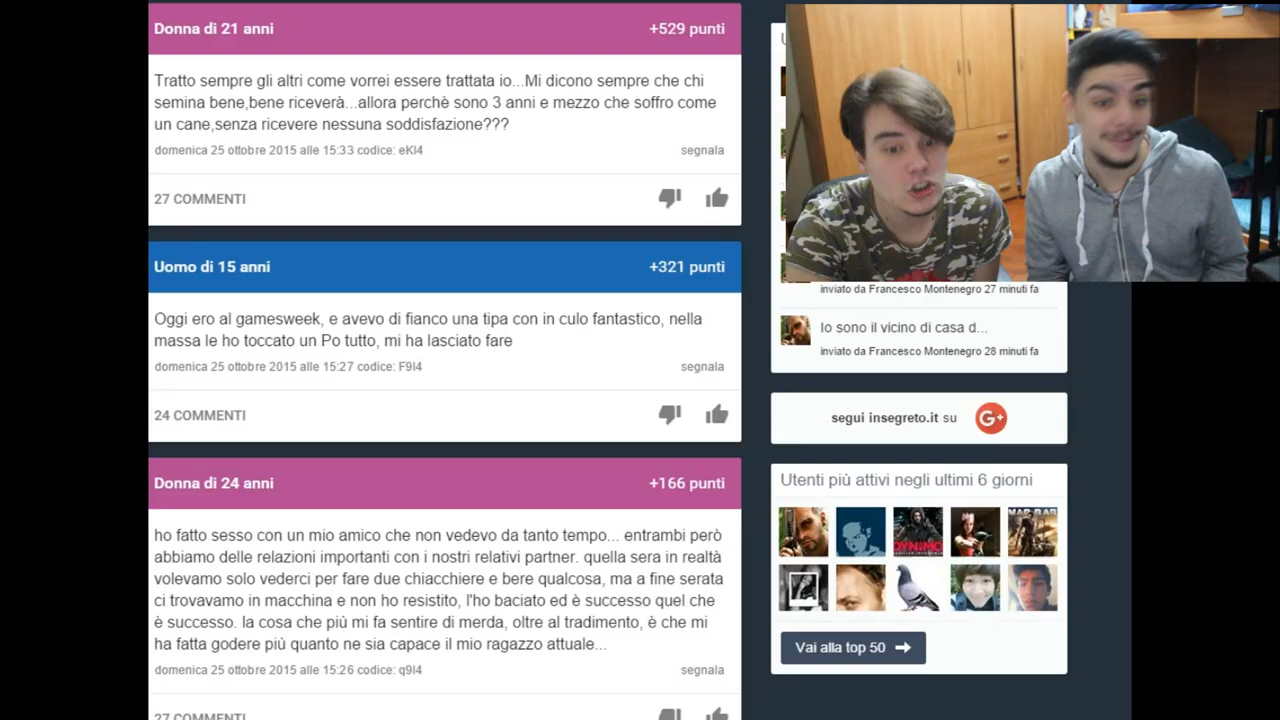 Donna di 21 anni
+529 punti
Tratto sempre gli altri come vorrei essere trattata io...Mi dicono sempre che chi
semina bene,bene riceverà...allora perchè sono 3 anni e mezzo che soffro come
un cane,senza ricevere nessuna soddisfazione???
domenica 25 ottobre 2015 alle 15:33 codice: eKl4
segnala
27 COMMENTI
Uomo di 15 anni
+321 punti
Oggi ero al gamesweek, e avevo di fianco una tipa con in culo fantastico, nella
massa le ho toccato un Po tutto, mi ha lasciato fare
domenica 25 ottobre 2015 alle 15:27 codice: F9l4
segnala
24 COMMENTI
Donna di 24 anni
+166 punti
ho fatto sesso con un mio amico che non vedevo da tanto tempo... entrambi però
abbiamo delle relazioni importanti con i nostri relativi partner. quella sera in realtà
volevamo solo vederci per fare due chiacchiere e bere qualcosa, ma a fine serata
ci trovavamo in macchina e non ho resistito, l'ho baciato ed è successo quel che
è successo. la cosa che più mi fa sentire di merda, oltre al tradimento, è che mi
ha fatta godere più quanto ne sia capace il mio ragazzo attuale...
domenica 25 ottobre 2015 alle 15:26 codice: q9l4
segnala
27 COMMENTI
inviato da Francesco Montenegro 27 minuti fa
Io sono il vicino di casa d...
inviato da Francesco Montenegro 28 minuti fa
segui insegreto.it su
G+
Utenti più attivi negli ultimi 6 giorni
DYNAMO
MAD MAX
Vai alla top 50